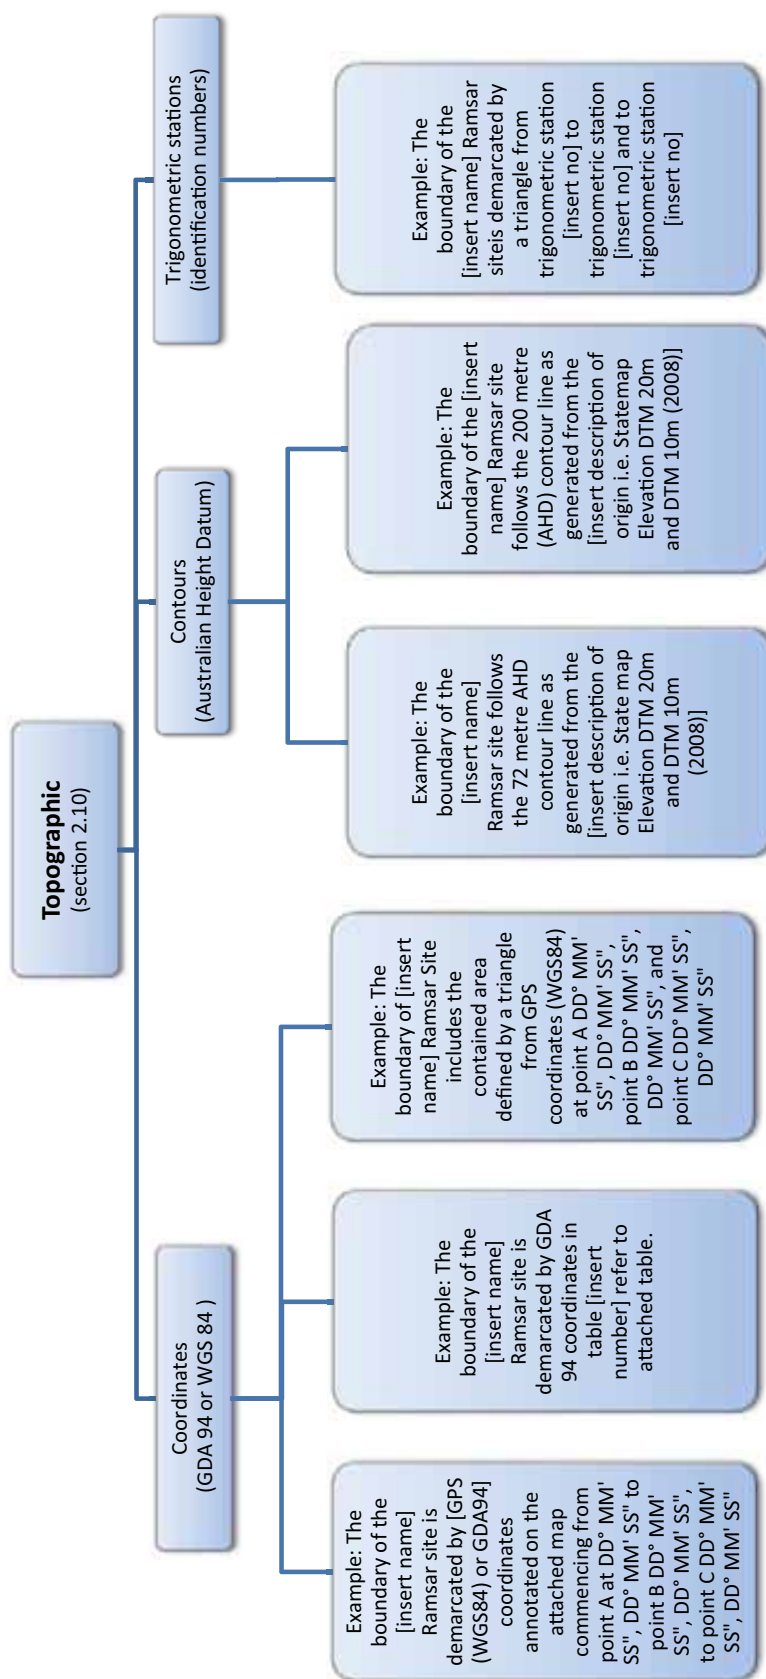 Topographic
(section 2.10)
Coordinates
(GDA 94 or WGS 84 )
Contours
(Australian Height Datum)
Trigonometric stations
(identification numbers)
Example: The
boundary of the
[insert name]
Ramsar site is
demarcated by [GPS
(WGS84) or GDA94]
coordinates
annotated on the
attached map
commencing from
point A at DD° MM'
SS", DD° MM' SS" to
point B DD° MM'
SS", DD° MM' SS",
to point C DD° MM'
SS", DD° MM' SS"
Example: The
boundary of the
[insert name]
Ramsar site is
demarcated by GDA
94 coordinates in
table [insert
number] refer to
attached table.
Example: The
boundary of [insert
name] Ramsar Site
includes the
contained area
defined by a triangle
from GPS
coordinates (WGS84)
at point A DD° MM'
SS", DD° MM' SS",
point B DD° MM' SS",
DD° MM' SS", and
point C DD° MM' SS",
DD° MM' SS"
Example: The
boundary of the
[insert name]
Ramsar site follows
the 72 metre AHD
contour line as
generated from the
[insert description of
origin i.e. State map
Elevation DTM 20m
and DTM 10m
(2008)]
Example: The
boundary of the [insert
name] Ramsar site
follows the 200 metre
(AHD) contour line as
generated from the
[insert description of
origin i.e. Statemap
Elevation DTM 20m
and DTM 10m (2008)]
Example: The
boundary of the
[insert name] Ramsar
siteis demarcated by
a triangle from
trigonometric station
[insert no] to
trigonometric station
[insert no] and to
trigonometric station
[insert no]